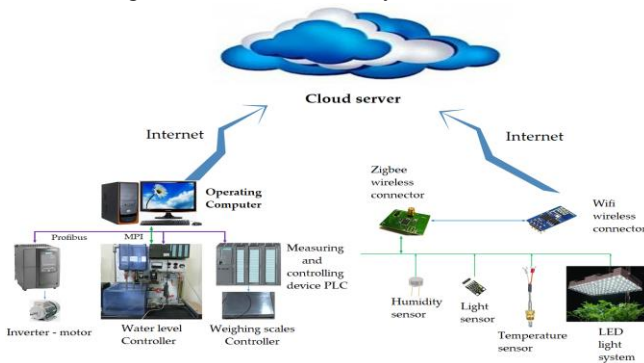 Cloud server
Internet
Internet
Operating
Computer
Zigbee
wireless
connector
Wifi
wireless
connector
Profibus
MPI
Measuring
and
controlling
device PLC
Inverter - motor
Water level
Controller
Weighing scales
Controller
Humidity
sensor
Light
sensor
Temperature
sensor
LED
light
system